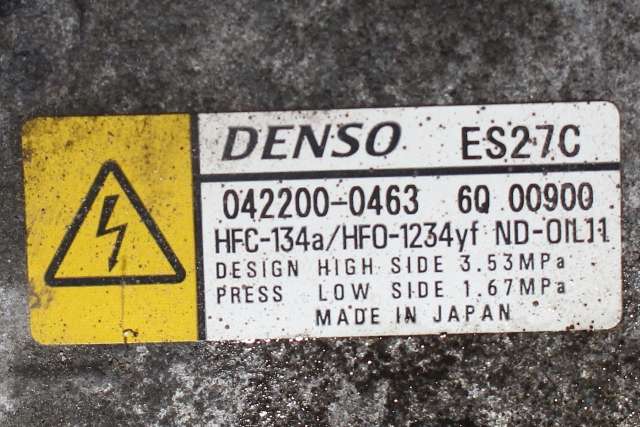 DENSO ES27C
042200-0463 6Q 00900
HFC-134a/HFO-1234yf ND-OIL11
DESIGN HIGH SIDE 3.53MPa
PRESS LOW SIDE 1.67MPa
MADE IN JAPAN